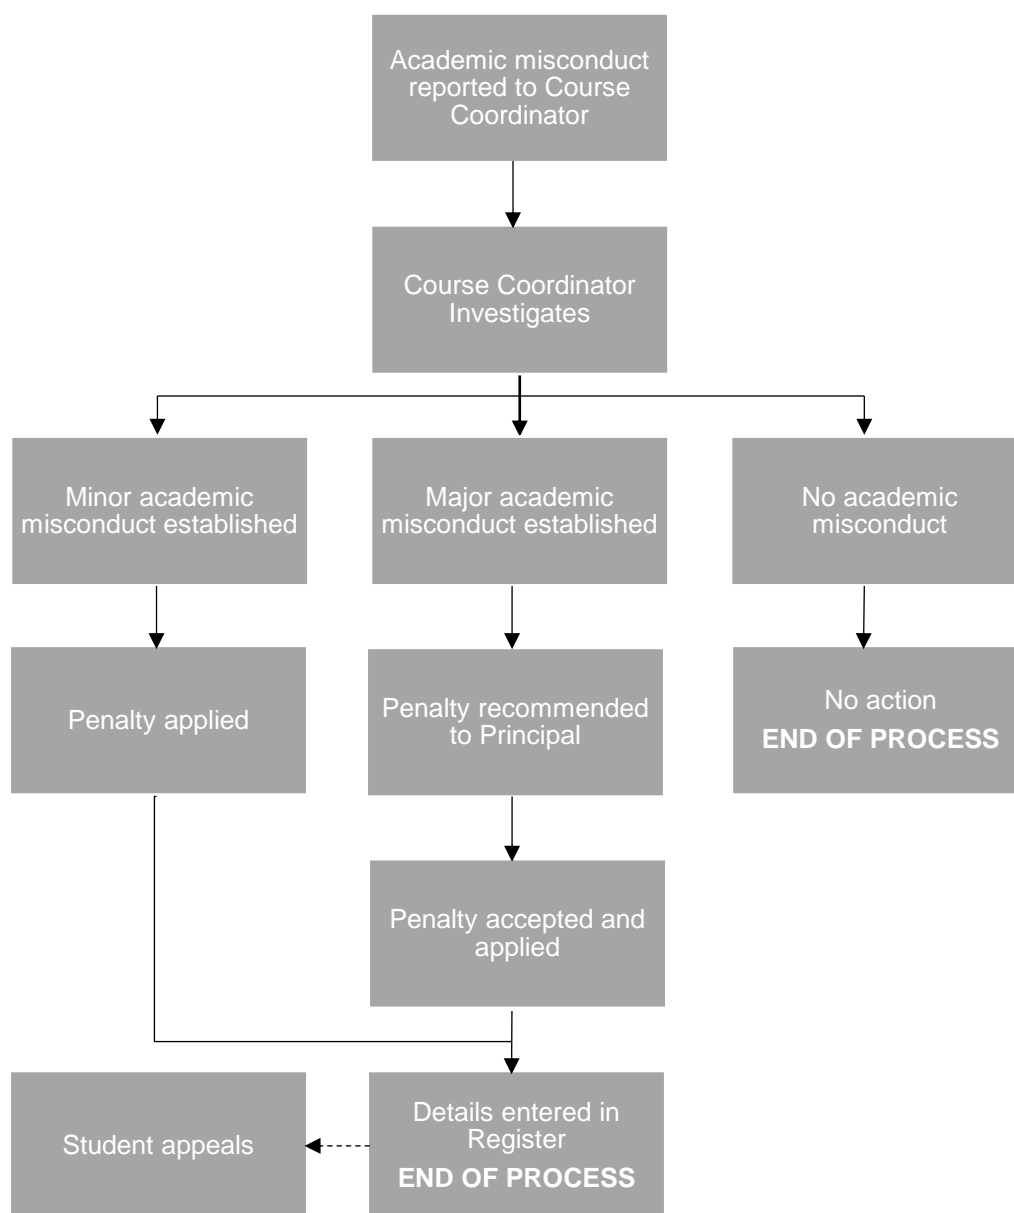 Academic misconduct
reported to Course
Coordinator
Course Coordinator
Investigates
Minor academic
misconduct established
Major academic
misconduct established
No academic
misconduct
Penalty applied
Penalty recommended
to Principal
No action
END OF PROCESS
Penalty accepted and
applied
Student appeals
Details entered in
Register
END OF PROCESS